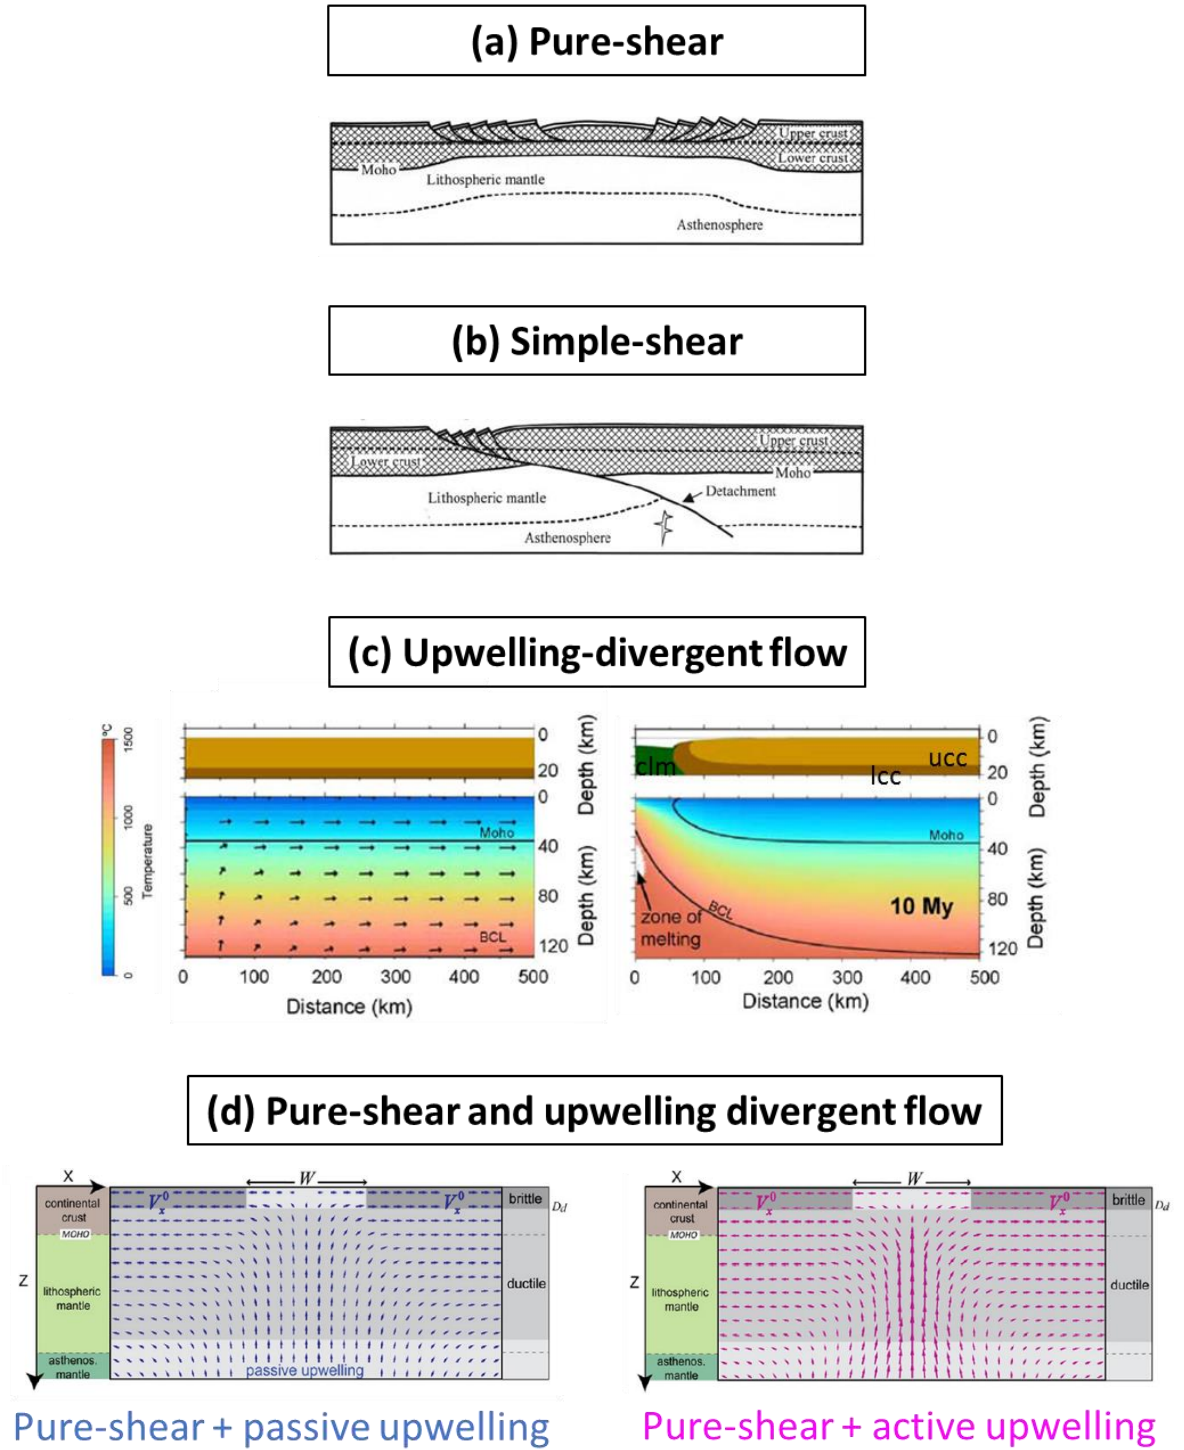 (a) Pure-shear
Upper crust
Lower crust
Moho
Lithospheric mantle
Asthenosphere
(b) Simple-shear
Upper crust
Lower crust
Moho
Detachment
Lithospheric mantle
Asthenosphere
(c) Upwelling-divergent flow
°C
1500
1000
500
0
Temperature
0
20
Depth (km)
0
Moho
40
80
BCL
120
Depth (km)
0 100 200 300 400 500
Distance (km)
clm
ucc
lcc
0
20
Depth (km)
0
Moho
40
BCL
80
10 My
zone of
melting
120
Depth (km)
0 100 200 300 400 500
Distance (km)
(d) Pure-shear and upwelling divergent flow
X
W
continental
crust
MOHO
V⁰ₓ
V⁰ₓ
brittle
Dd
Z
lithospheric
mantle
ductile
asthenos.
mantle
passive upwelling
X
W
continental
crust
MOHO
V⁰ₓ
V⁰ₓ
brittle
Dd
Z
lithospheric
mantle
ductile
asthenos.
mantle
Pure-shear + passive upwelling
Pure-shear + active upwelling